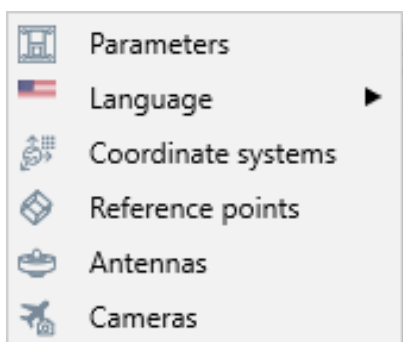 Parameters
Language
Coordinate systems
Reference points
Antennas
Cameras